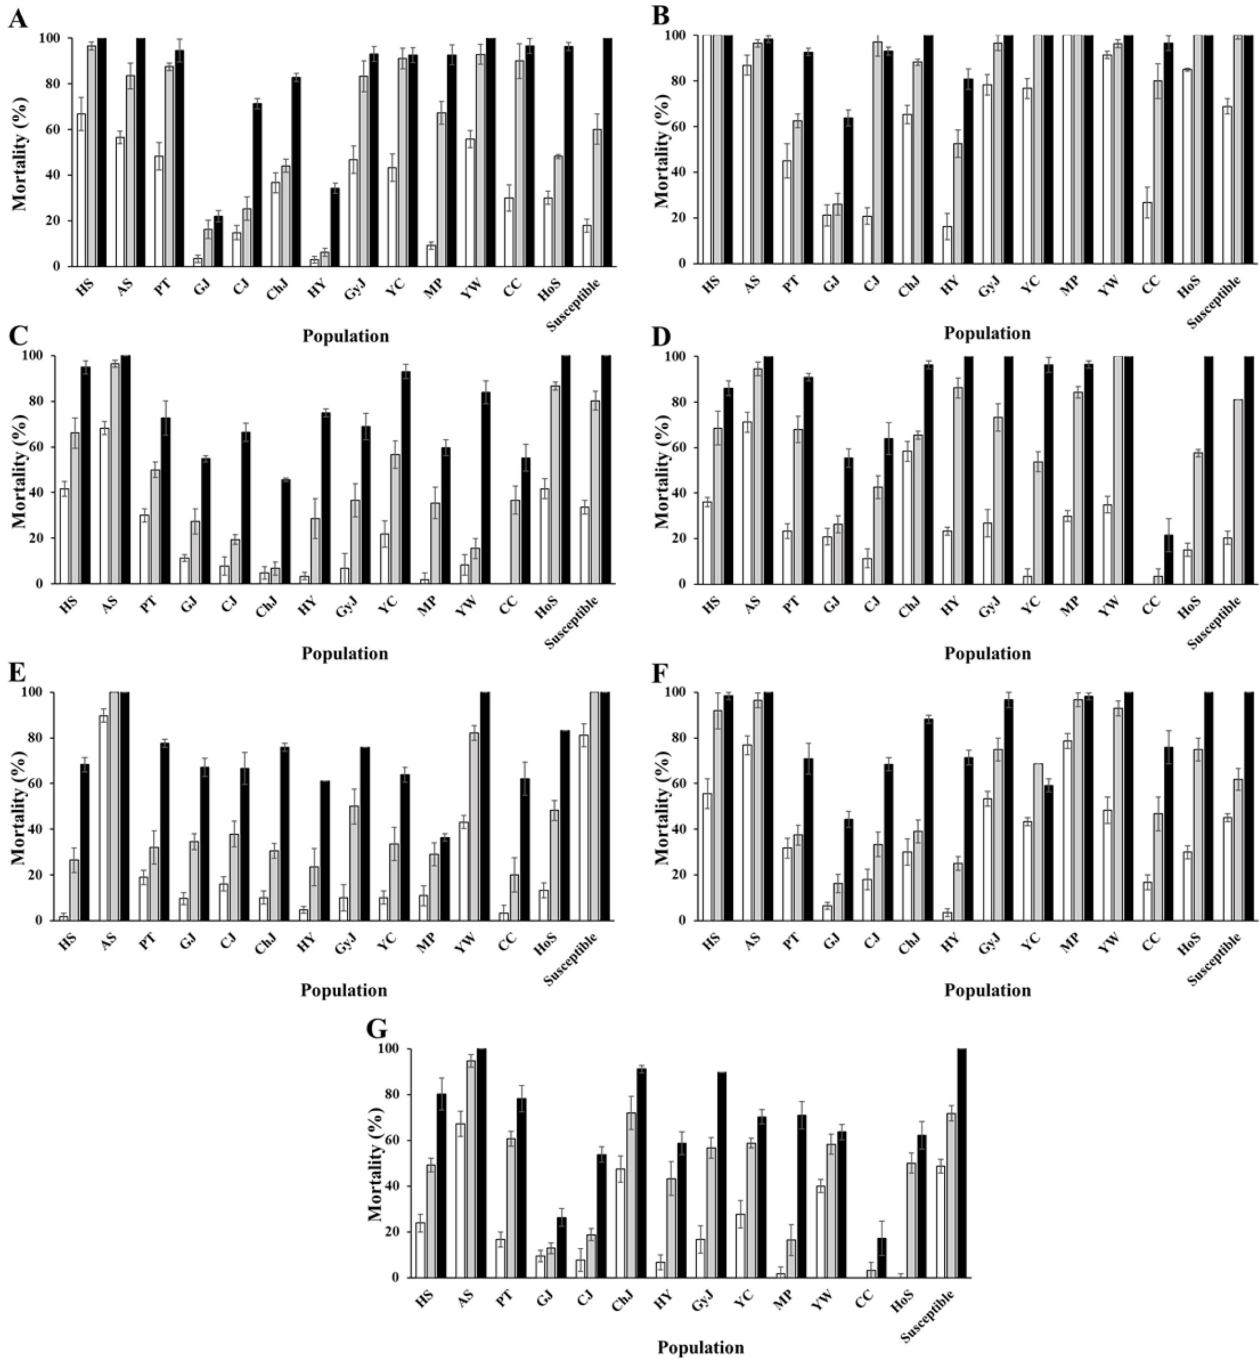 A
Mortality (%)
100
80
60
40
20
0
HS AS PT GJ CJ ChJ HY GyJ YC MP YW CC HoS Susceptible
Population
B
Mortality (%)
100
80
60
40
20
0
HS AS PT GJ CJ ChJ HY GyJ YC MP YW CC HoS Susceptible
Population
C
Mortality (%)
100
80
60
40
20
0
HS AS PT GJ CJ ChJ HY GyJ YC MP YW CC HoS Susceptible
Population
D
Mortality (%)
100
80
60
40
20
0
HS AS PT GJ CJ ChJ HY GyJ YC MP YW CC HoS Susceptible
Population
E
Mortality (%)
100
80
60
40
20
0
HS AS PT GJ CJ ChJ HY GyJ YC MP YW CC HoS Susceptible
Population
F
Mortality (%)
100
80
60
40
20
0
HS AS PT GJ CJ ChJ HY GyJ YC MP YW CC HoS Susceptible
Population
G
Mortality (%)
100
80
60
40
20
0
HS AS PT GJ CJ ChJ HY GyJ YC MP YW CC HoS Susceptible
Population